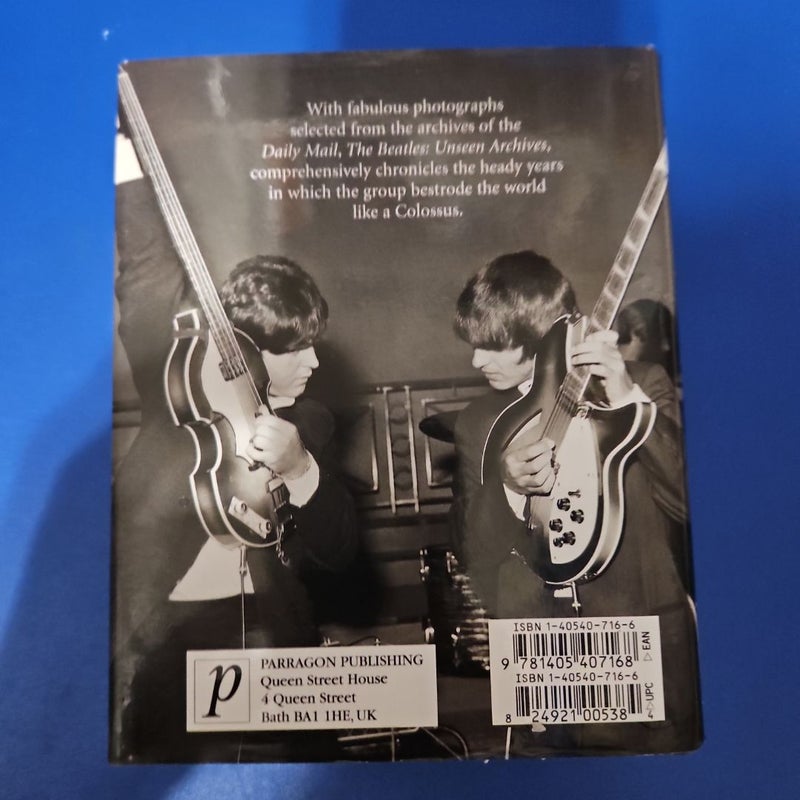 With fabulous photographs
selected from the archives of the
Daily Mail, The Beatles: Unseen Archives,
comprehensively chronicles the heady years
in which the group bestrode the world
like a Colossus.
p
PARRAGON PUBLISHING
Queen Street House
4 Queen Street
Bath BA1 1HE, UK
ISBN 1-40540-716-6
9 781405 407168
EAN
ISBN 1-40540-716-6
8 24921 00538 4
UPC